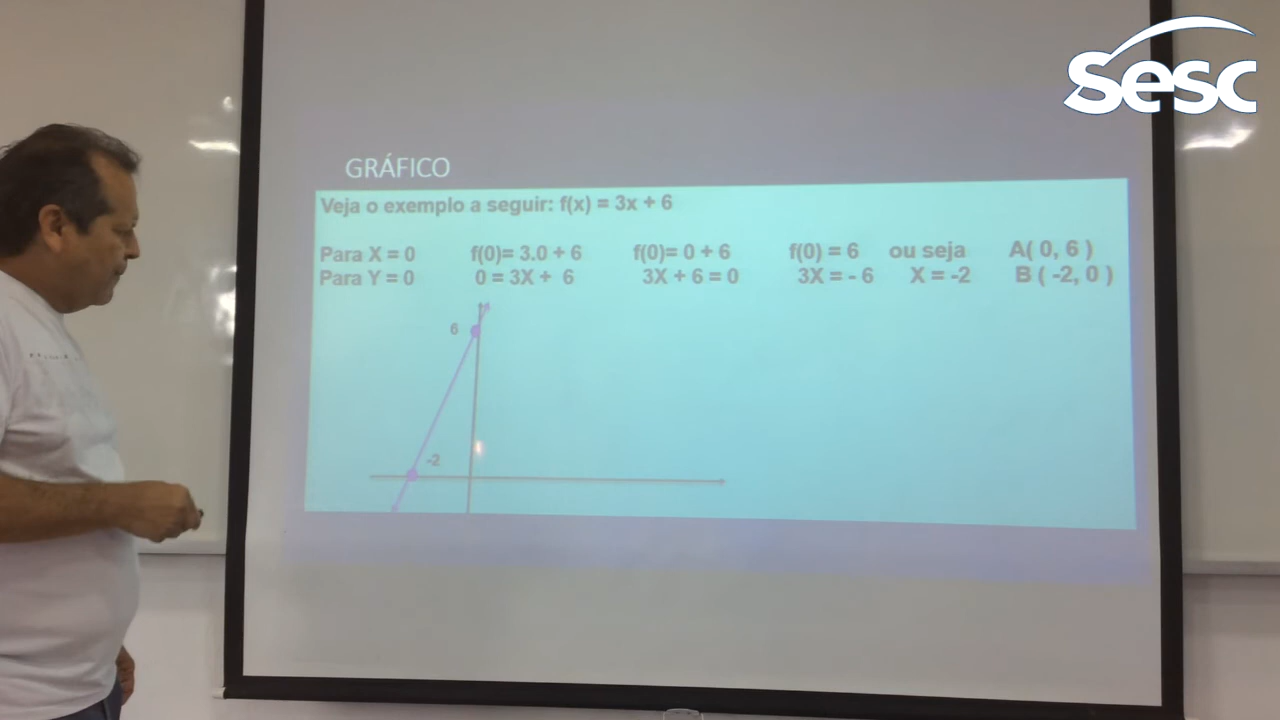 Sesc
GRÁFICO
Veja o exemplo a seguir: f(x) = 3x + 6
Para X = 0 f(0)= 3.0 + 6 f(0)= 0 + 6 f(0) = 6 ou seja A( 0, 6 )
Para Y = 0 0 = 3X + 6 3X + 6 = 0 3X = - 6 X = -2 B ( -2, 0 )
6
-2